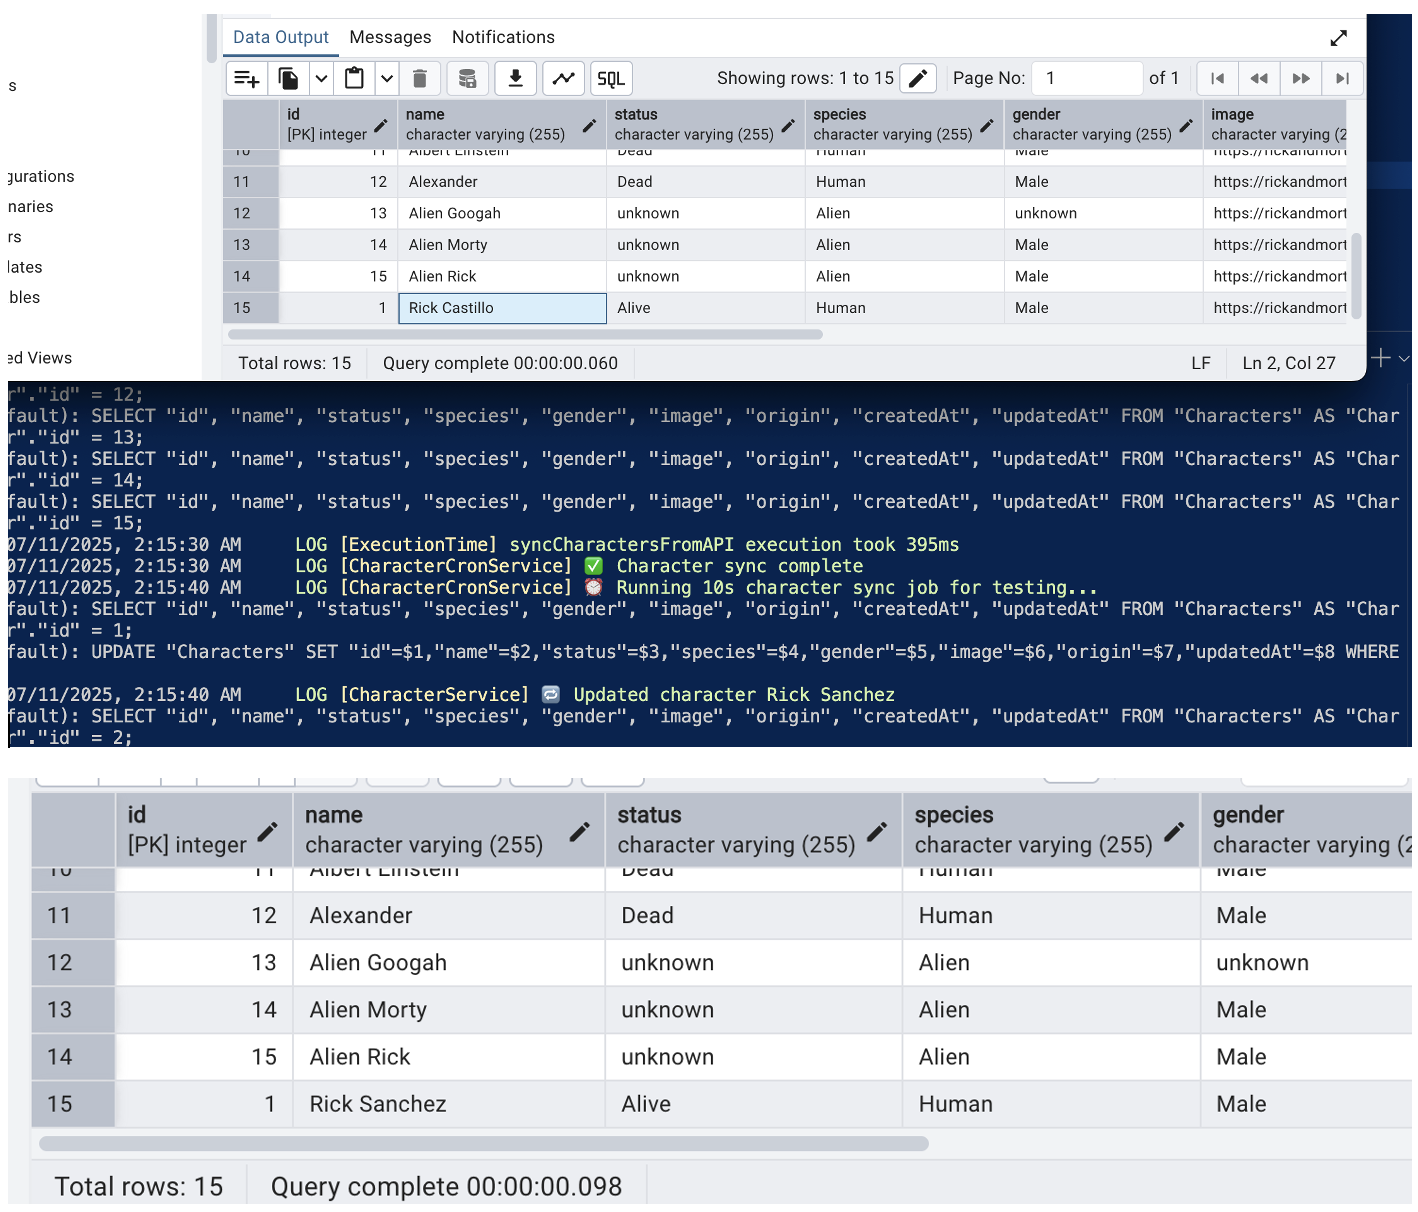 Data Output Messages Notifications
SQL Showing rows: 1 to 15 Page No: 1 of 1
s
gurations
naries
rs
lates
bles
ed Views
id name status species gender image
[PK] integer character varying (255) character varying (255) character varying (255) character varying (255) character varying (2
10 11 Albert Einstein Dead Human Male https://rickandmort
11 12 Alexander Dead Human Male https://rickandmort
12 13 Alien Googah unknown Alien unknown https://rickandmort
13 14 Alien Morty unknown Alien Male https://rickandmort
14 15 Alien Rick unknown Alien Male https://rickandmort
15 1 Rick Castillo Alive Human Male https://rickandmort
Total rows: 15 Query complete 00:00:00.060 LF Ln 2, Col 27
r"."id" = 12;
fault): SELECT "id", "name", "status", "species", "gender", "image", "origin", "createdAt", "updatedAt" FROM "Characters" AS "Char
r"."id" = 13;
fault): SELECT "id", "name", "status", "species", "gender", "image", "origin", "createdAt", "updatedAt" FROM "Characters" AS "Char
r"."id" = 14;
fault): SELECT "id", "name", "status", "species", "gender", "image", "origin", "createdAt", "updatedAt" FROM "Characters" AS "Char
r"."id" = 15;
07/11/2025, 2:15:30 AM LOG [ExecutionTime] syncCharactersFromAPI execution took 395ms
07/11/2025, 2:15:30 AM LOG [CharacterCronService] ✅ Character sync complete
07/11/2025, 2:15:40 AM LOG [CharacterCronService] ⏰ Running 10s character sync job for testing...
fault): SELECT "id", "name", "status", "species", "gender", "image", "origin", "createdAt", "updatedAt" FROM "Characters" AS "Char
r"."id" = 1;
fault): UPDATE "Characters" SET "id"=$1,"name"=$2,"status"=$3,"species"=$4,"gender"=$5,"image"=$6,"origin"=$7,"updatedAt"=$8 WHERE
07/11/2025, 2:15:40 AM LOG [CharacterService] 🔁 Updated character Rick Sanchez
fault): SELECT "id", "name", "status", "species", "gender", "image", "origin", "createdAt", "updatedAt" FROM "Characters" AS "Char
r"."id" = 2;
id name status species gender
[PK] integer character varying (255) character varying (255) character varying (255) character varying (2
10 11 Albert Einstein Dead Human Male
11 12 Alexander Dead Human Male
12 13 Alien Googah unknown Alien unknown
13 14 Alien Morty unknown Alien Male
14 15 Alien Rick unknown Alien Male
15 1 Rick Sanchez Alive Human Male
Total rows: 15 Query complete 00:00:00.098